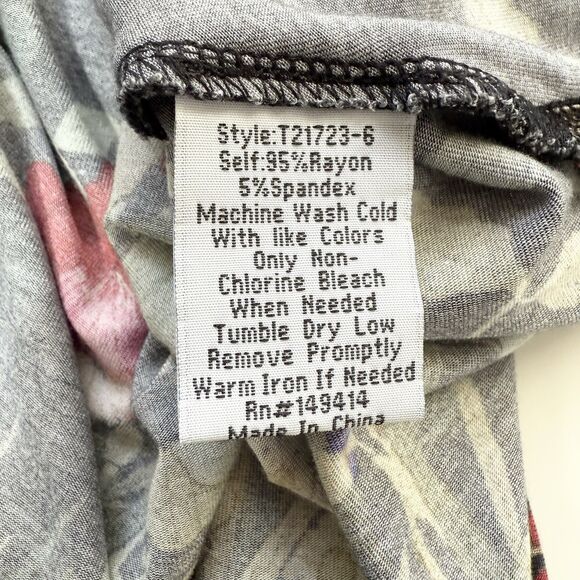 Style:T21723-6
Self:95%Rayon
5%Spandex
Machine Wash Cold
With like Colors
Only Non-
Chlorine Bleach
When Needed
Tumble Dry Low
Remove Promptly
Warm Iron If Needed
Rn#149414
Made In China